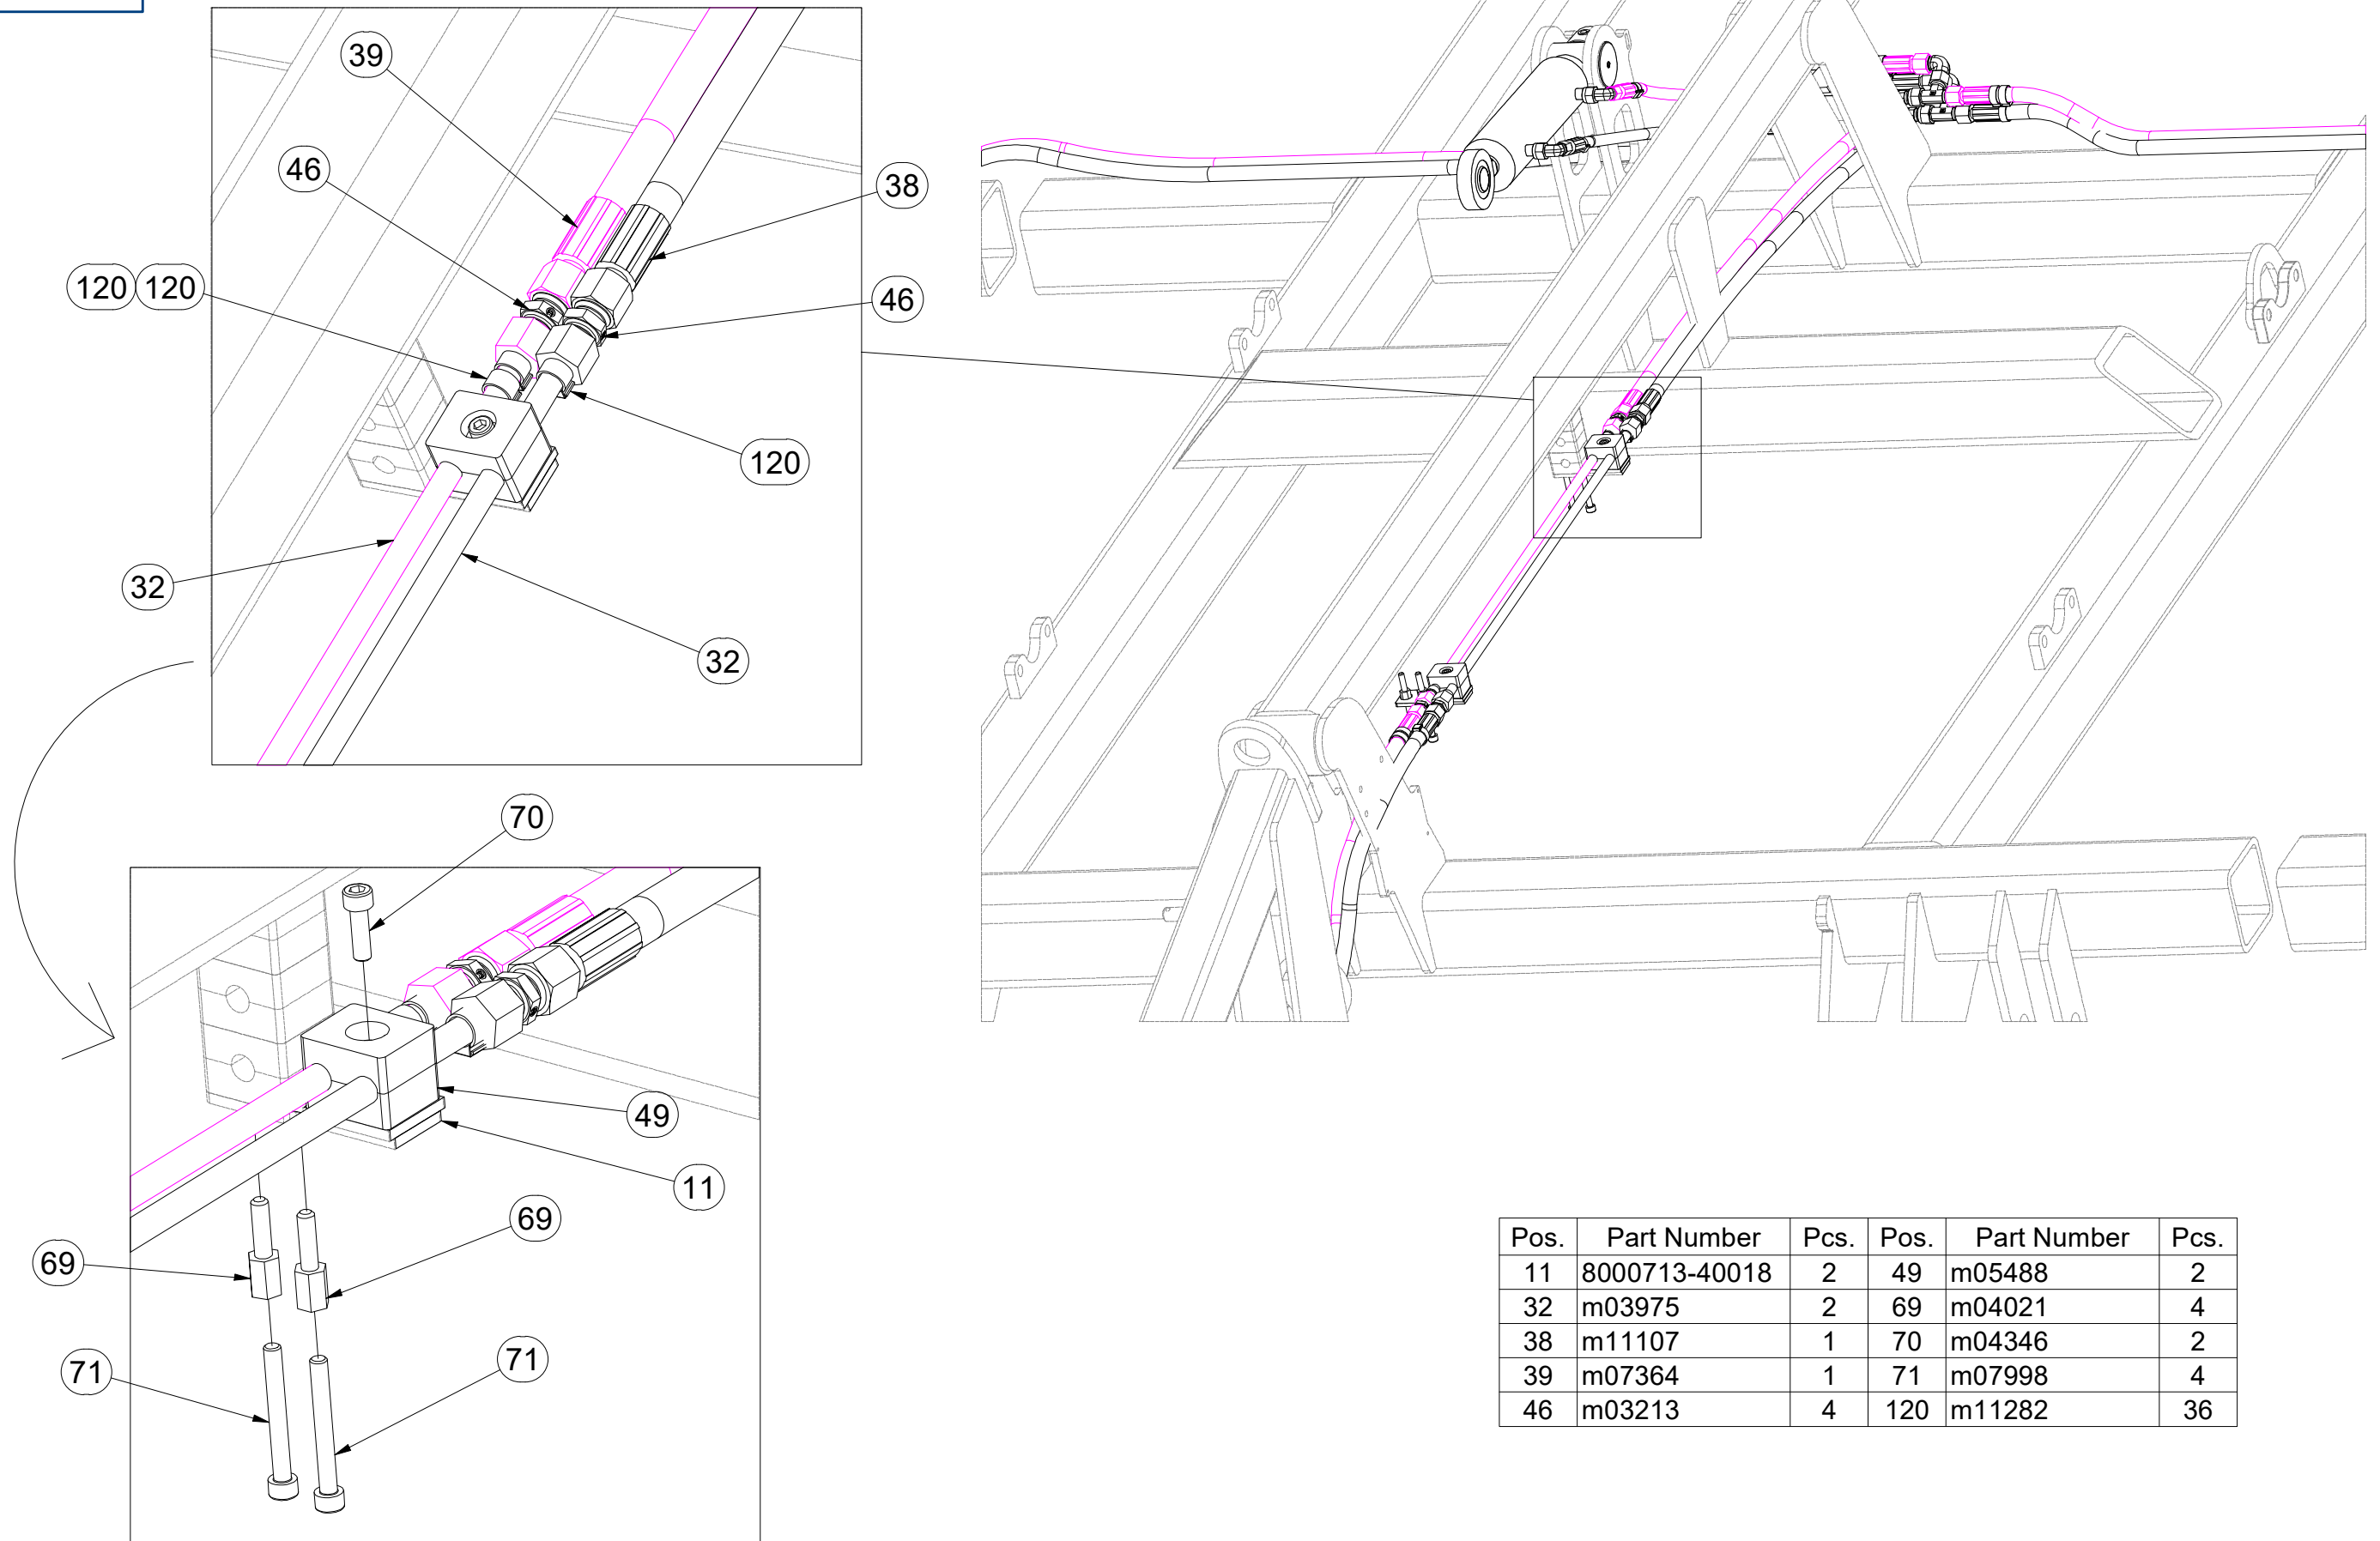 39
46
38
120 120
46
120
32
32
70
49
11
69
69
71
71
Pos. Part Number Pcs. Pos. Part Number Pcs.
11 8000713-40018 2 49 m05488 2
32 m03975 2 69 m04021 4
38 m11107 1 70 m04346 2
39 m07364 1 71 m07998 4
46 m03213 4 120 m11282 36